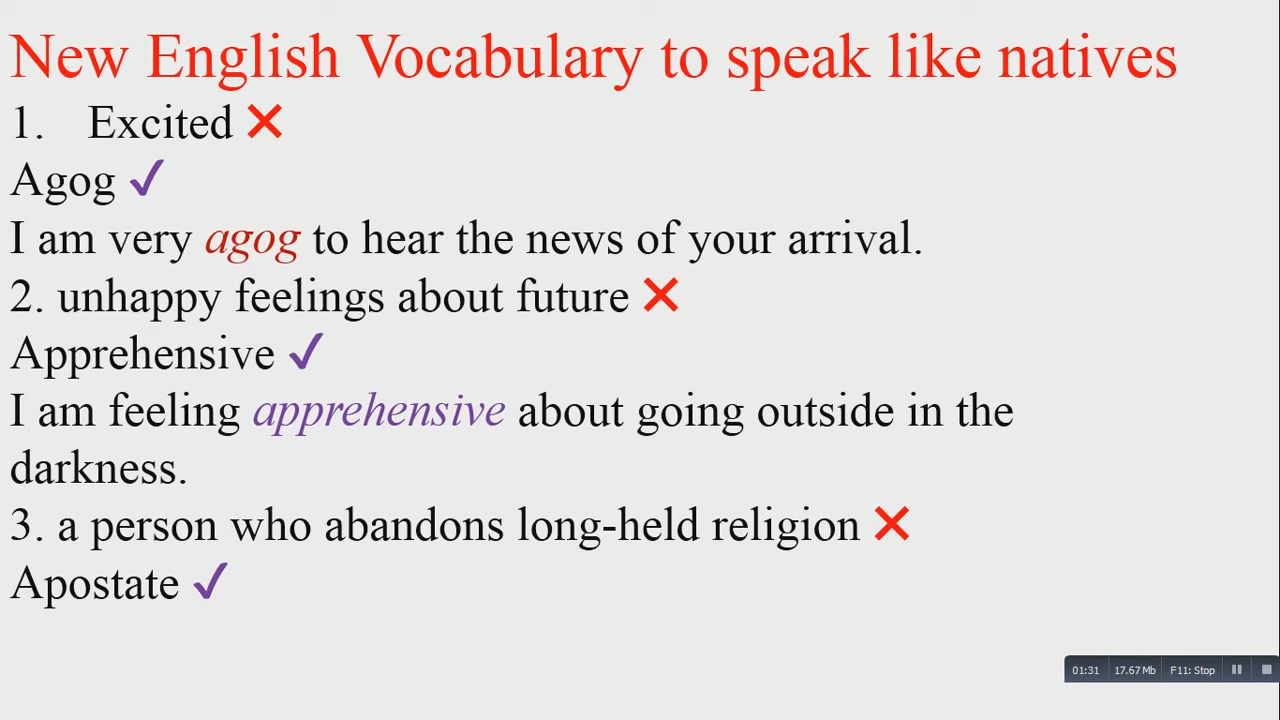 New English Vocabulary to speak like natives
1. Excited ❌
Agog ✓
I am very agog to hear the news of your arrival.
2. unhappy feelings about future ❌
Apprehensive ✓
I am feeling apprehensive about going outside in the
darkness.
3. a person who abandons long-held religion ❌
Apostate ✓
01:31 17.67 Mb F11: Stop